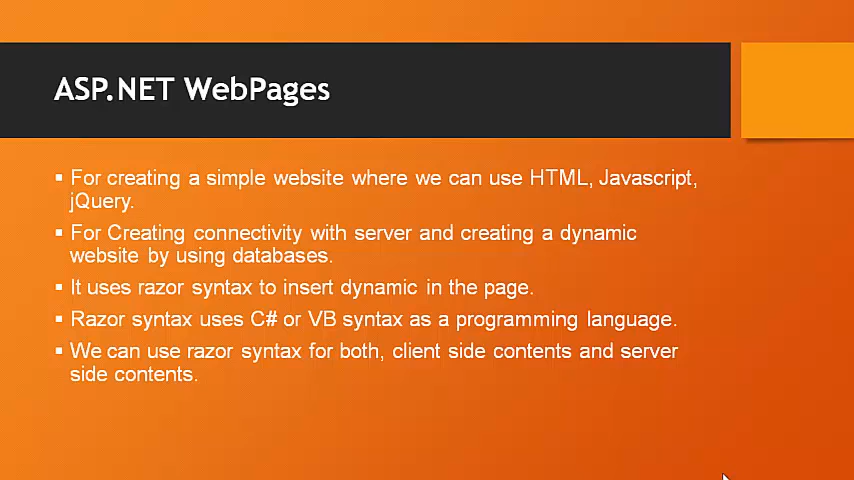 ASP.NET WebPages
▪ For creating a simple website where we can use HTML, Javascript,
jQuery.
▪ For Creating connectivity with server and creating a dynamic
website by using databases.
▪ It uses razor syntax to insert dynamic in the page.
▪ Razor syntax uses C# or VB syntax as a programming language.
▪ We can use razor syntax for both, client side contents and server
side contents.